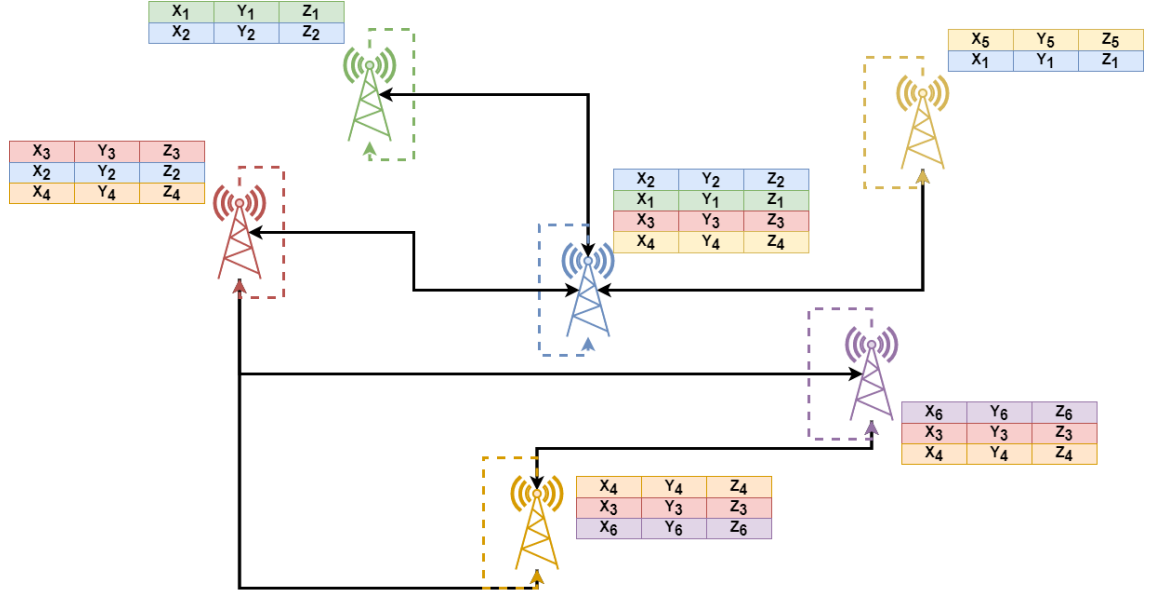 X₁ Y₁ Z₁
X₂ Y₂ Z₂
X₅ Y₅ Z₅
X₁ Y₁ Z₁
X₃ Y₃ Z₃
X₂ Y₂ Z₂
X₄ Y₄ Z₄
X₂ Y₂ Z₂
X₁ Y₁ Z₁
X₃ Y₃ Z₃
X₄ Y₄ Z₄
X₆ Y₆ Z₆
X₃ Y₃ Z₃
X₄ Y₄ Z₄
X₄ Y₄ Z₄
X₃ Y₃ Z₃
X₆ Y₆ Z₆